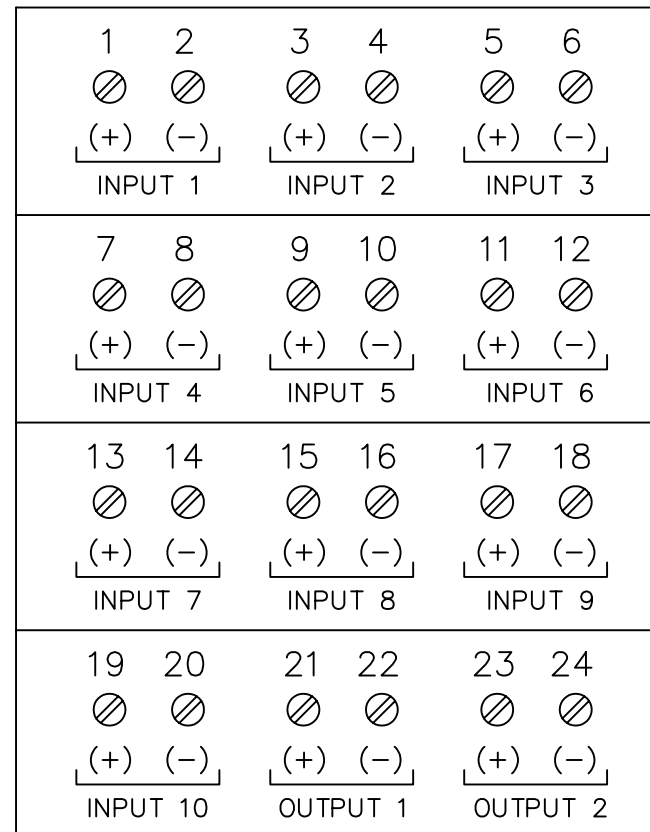 1 2 3 4 5 6
(+) (−) (+) (−) (+) (−)
INPUT 1 INPUT 2 INPUT 3
7 8 9 10 11 12
(+) (−) (+) (−) (+) (−)
INPUT 4 INPUT 5 INPUT 6
13 14 15 16 17 18
(+) (−) (+) (−) (+) (−)
INPUT 7 INPUT 8 INPUT 9
19 20 21 22 23 24
(+) (−) (+) (−) (+) (−)
INPUT 10 OUTPUT 1 OUTPUT 2